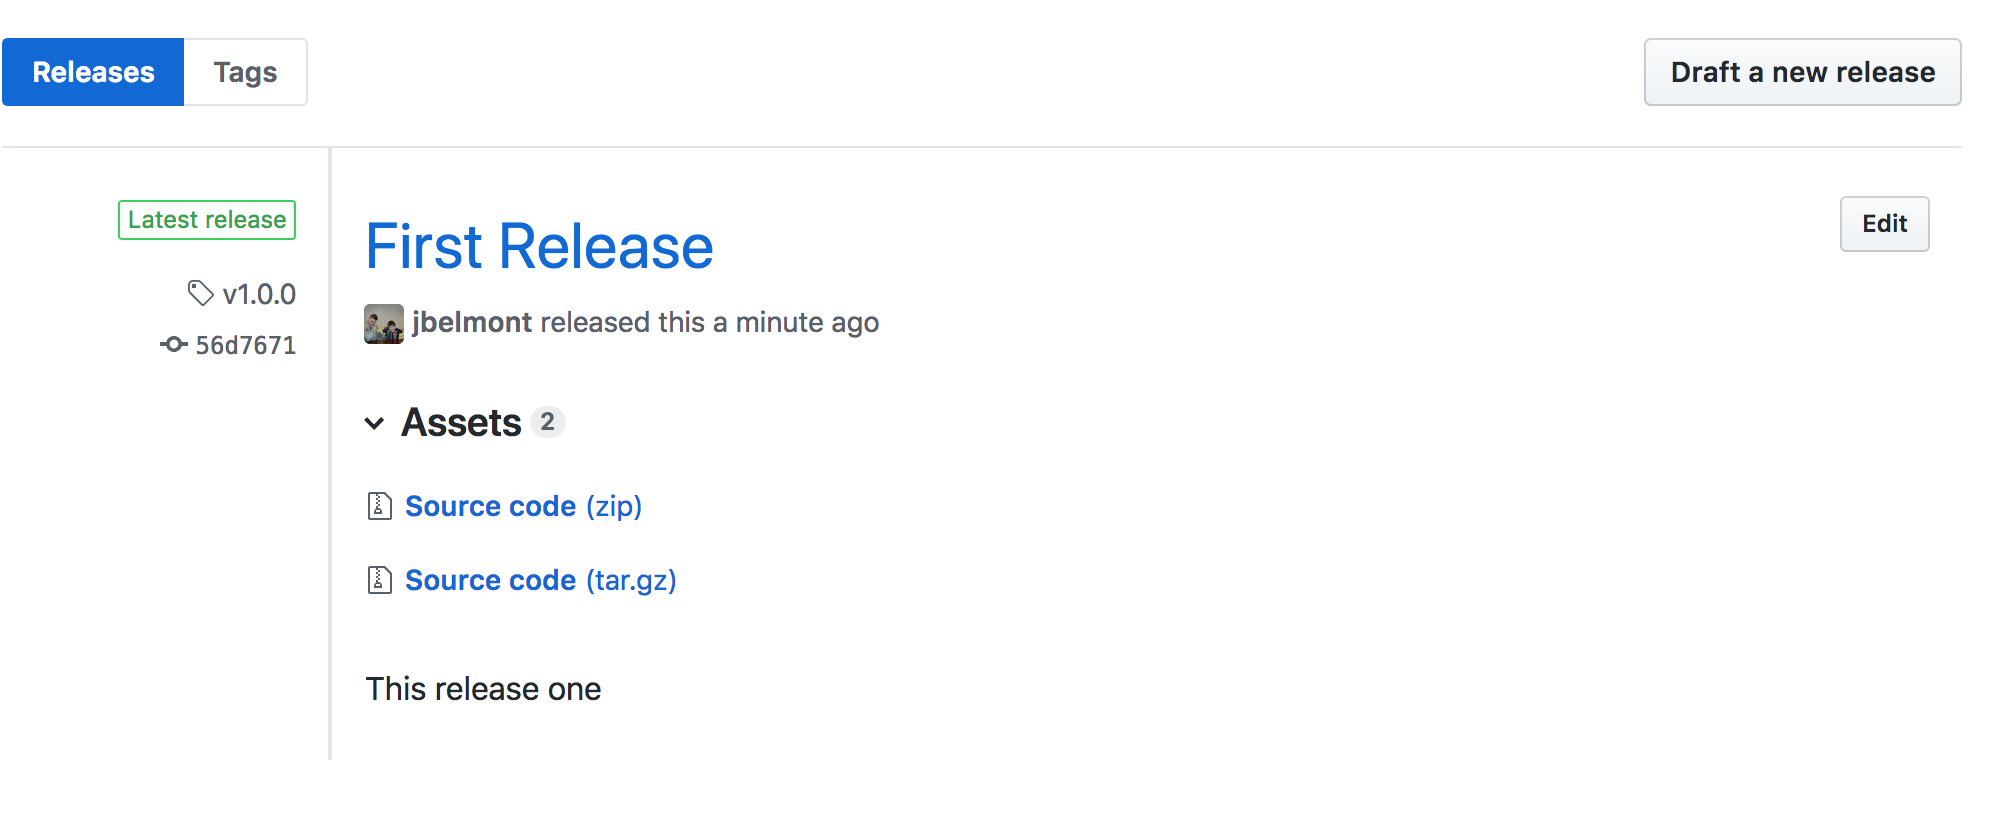 Releases Tags Draft a new release
Latest release
v1.0.0
56d7671
First Release Edit
jbelmont released this a minute ago
Assets 2
Source code (zip)
Source code (tar.gz)
This release one